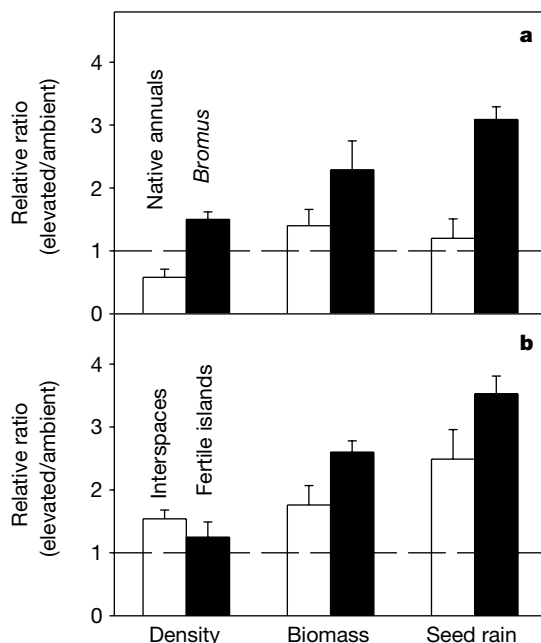 a
4
3
2
1
0
Relative ratio
(elevated/ambient)
Native annuals
Bromus
b
4
3
2
1
0
Relative ratio
(elevated/ambient)
Interspaces
Fertile islands
Density Biomass Seed rain